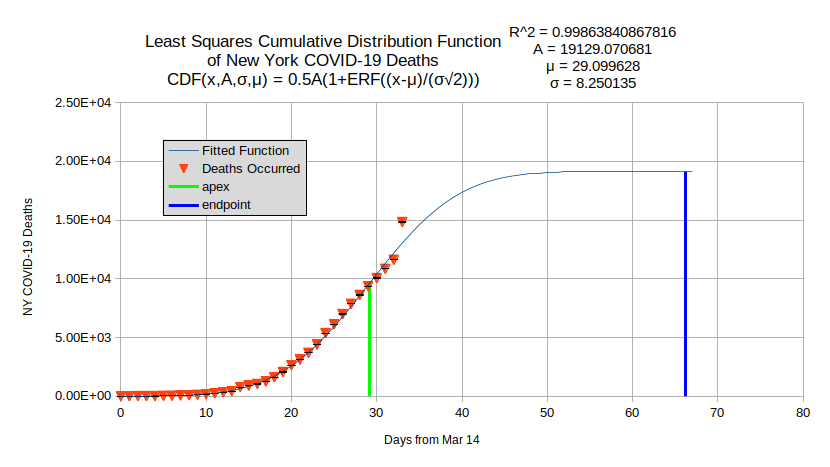 Least Squares Cumulative Distribution Function
of New York COVID-19 Deaths
CDF(x,A,σ,μ) = 0.5A(1+ERF((x-μ)/(σ√2)))
R^2 = 0.99863840867816
A = 19129.070681
μ = 29.099628
σ = 8.250135
2.50E+04
2.00E+04
1.50E+04
1.00E+04
5.00E+03
0.00E+00
NY COVID-19 Deaths
Fitted Function
Deaths Occurred
apex
endpoint
0 10 20 30 40 50 60 70 80
Days from Mar 14